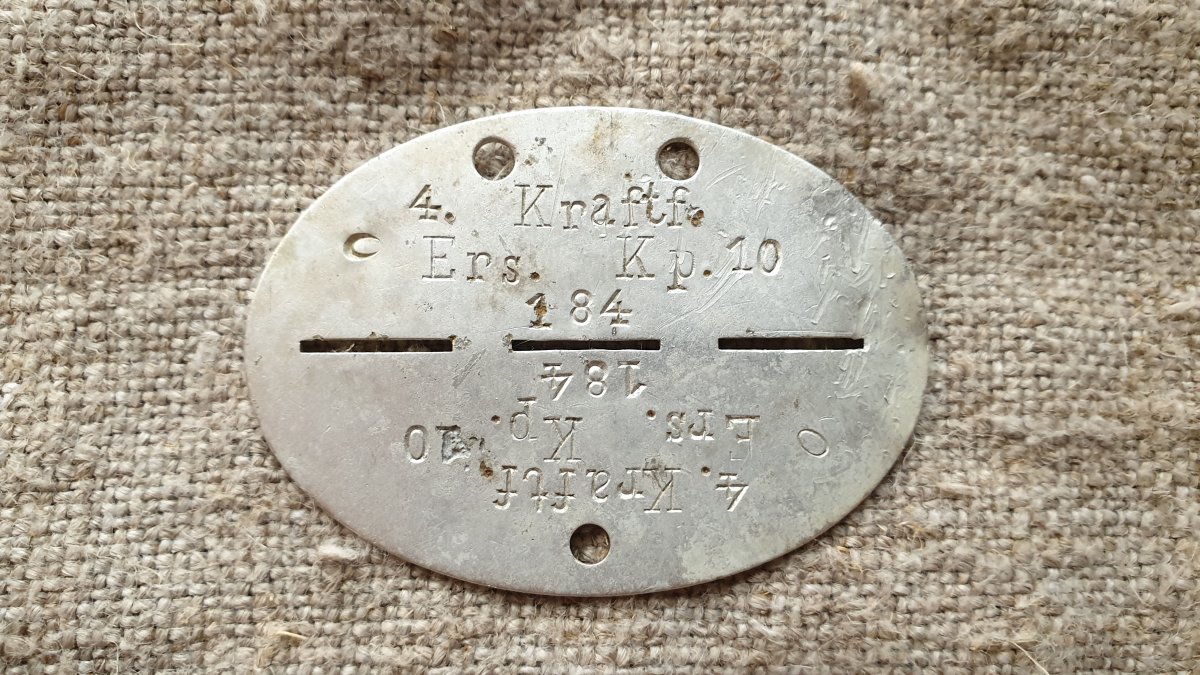 4. Kraftf.
O Ers. Kp. 10
184
184
O Ers. Kp. 10
4. Kraftf.